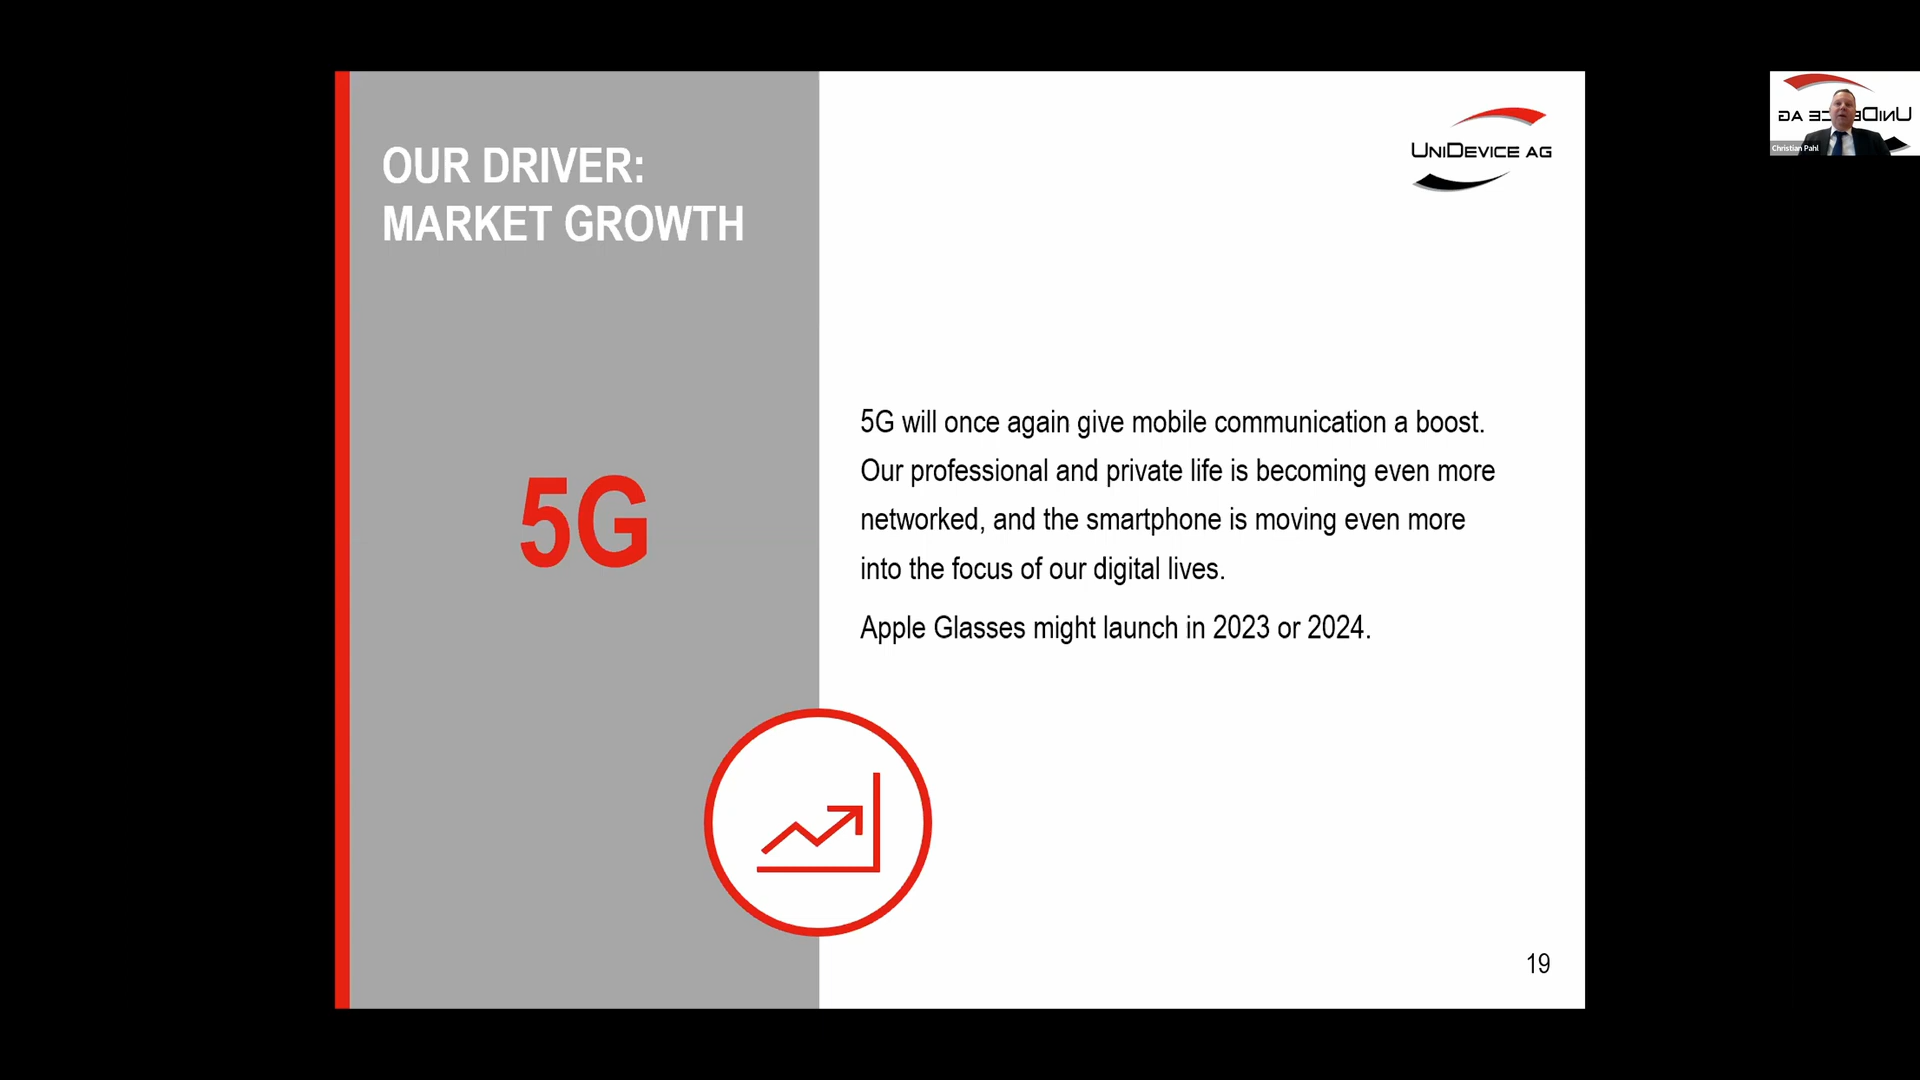 OUR DRIVER:
MARKET GROWTH
5G
UNIDEVICE AG
5G will once again give mobile communication a boost.
Our professional and private life is becoming even more
networked, and the smartphone is moving even more
into the focus of our digital lives.
Apple Glasses might launch in 2023 or 2024.
19
Christian Pahl